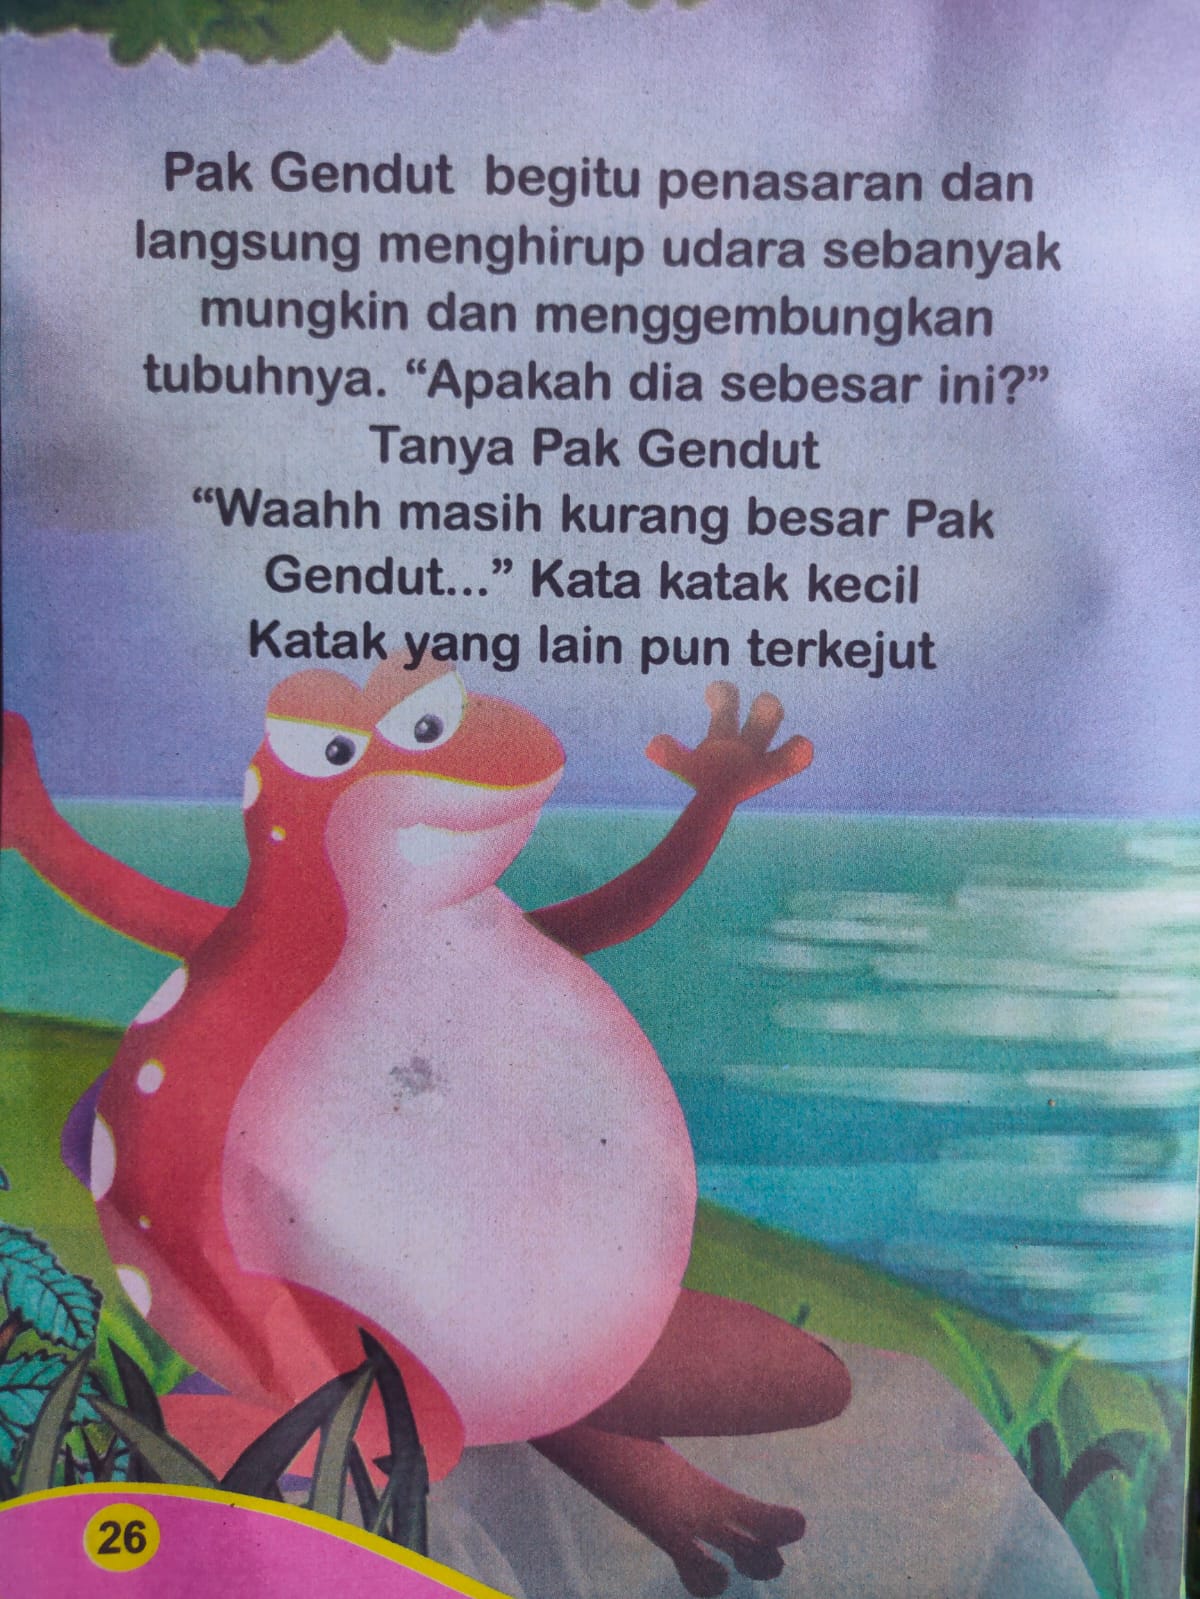 Pak Gendut begitu penasaran dan
langsung menghirup udara sebanyak
mungkin dan menggembungkan
tubuhnya. “Apakah dia sebesar ini?”
Tanya Pak Gendut
“Waahh masih kurang besar Pak
Gendut...” Kata katak kecil
Katak yang lain pun terkejut
26